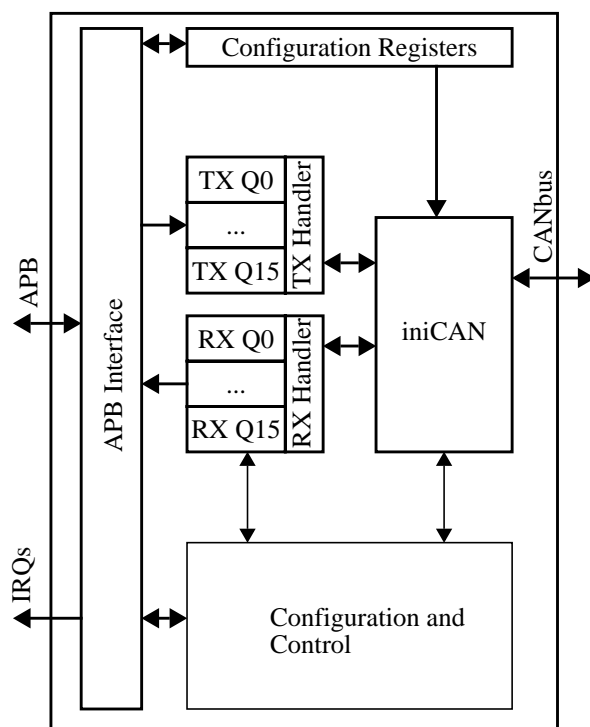 Configuration Registers
TX Q0
...
TX Q15
TX Handler
CANbus
APB
APB Interface
iniCAN
RX Q0
...
RX Q15
RX Handler
IRQs
Configuration and
Control